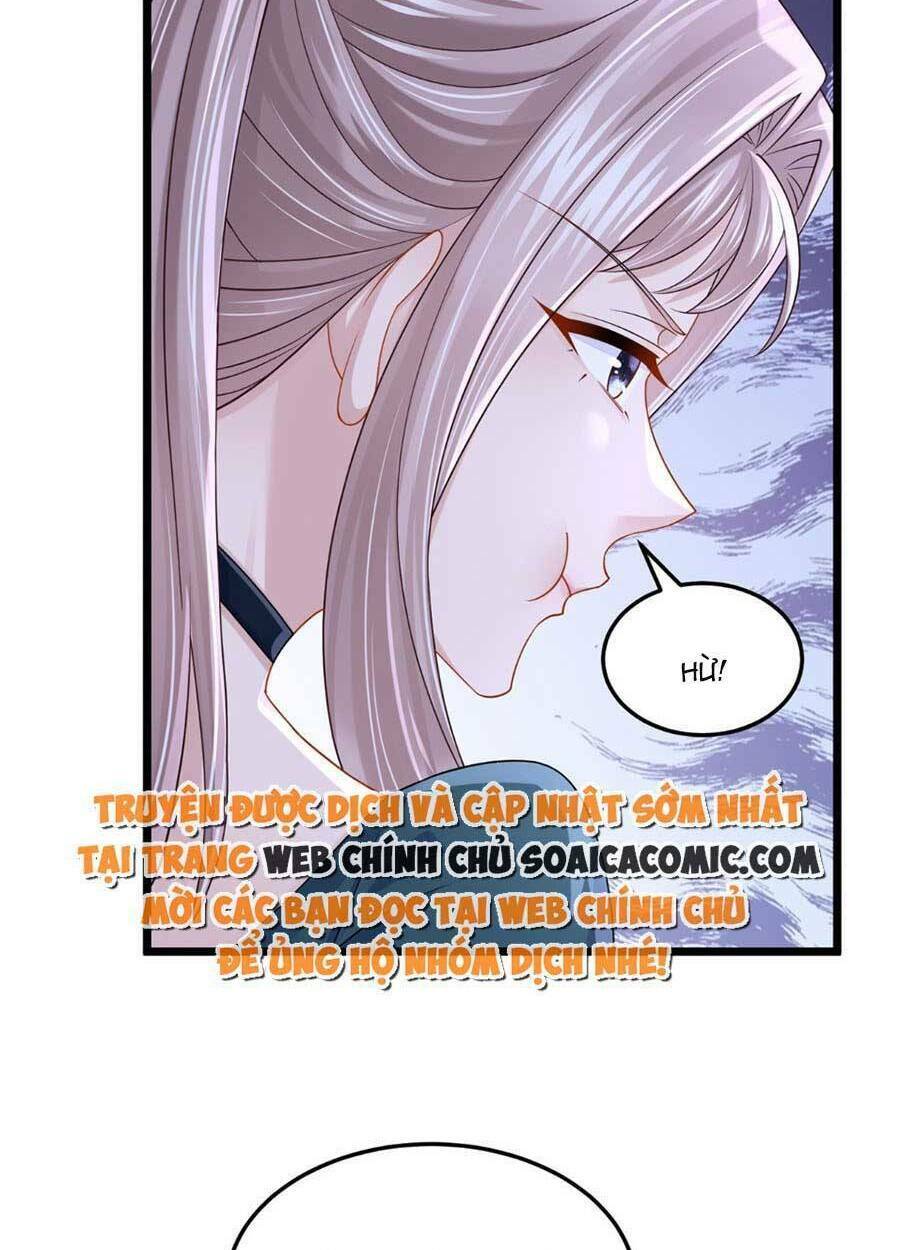 HỪ!
TRUYỆN ĐƯỢC DỊCH VÀ CẬP NHẬT SỚM NHẤT
TẠI TRANG WEB CHÍNH CHỦ SOAICACOMIC.COM
MỜI CÁC BẠN ĐỌC TẠI WEB CHÍNH CHỦ
ĐỂ ỦNG HỘ NHÓM DỊCH NHÉ!